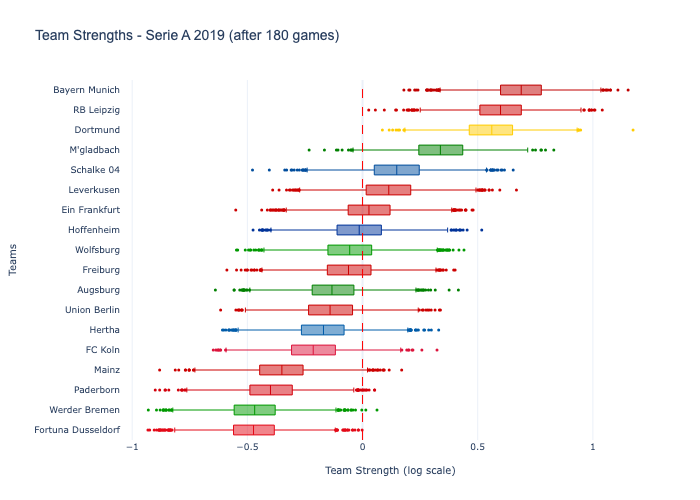 Team Strengths - Serie A 2019 (after 180 games)
Bayern Munich
RB Leipzig
Dortmund
M'gladbach
Schalke 04
Leverkusen
Ein Frankfurt
Hoffenheim
Wolfsburg
Freiburg
Augsburg
Union Berlin
Hertha
FC Koln
Mainz
Paderborn
Werder Bremen
Fortuna Dusseldorf
Teams
−1
−0.5
0
0.5
1
Team Strength (log scale)